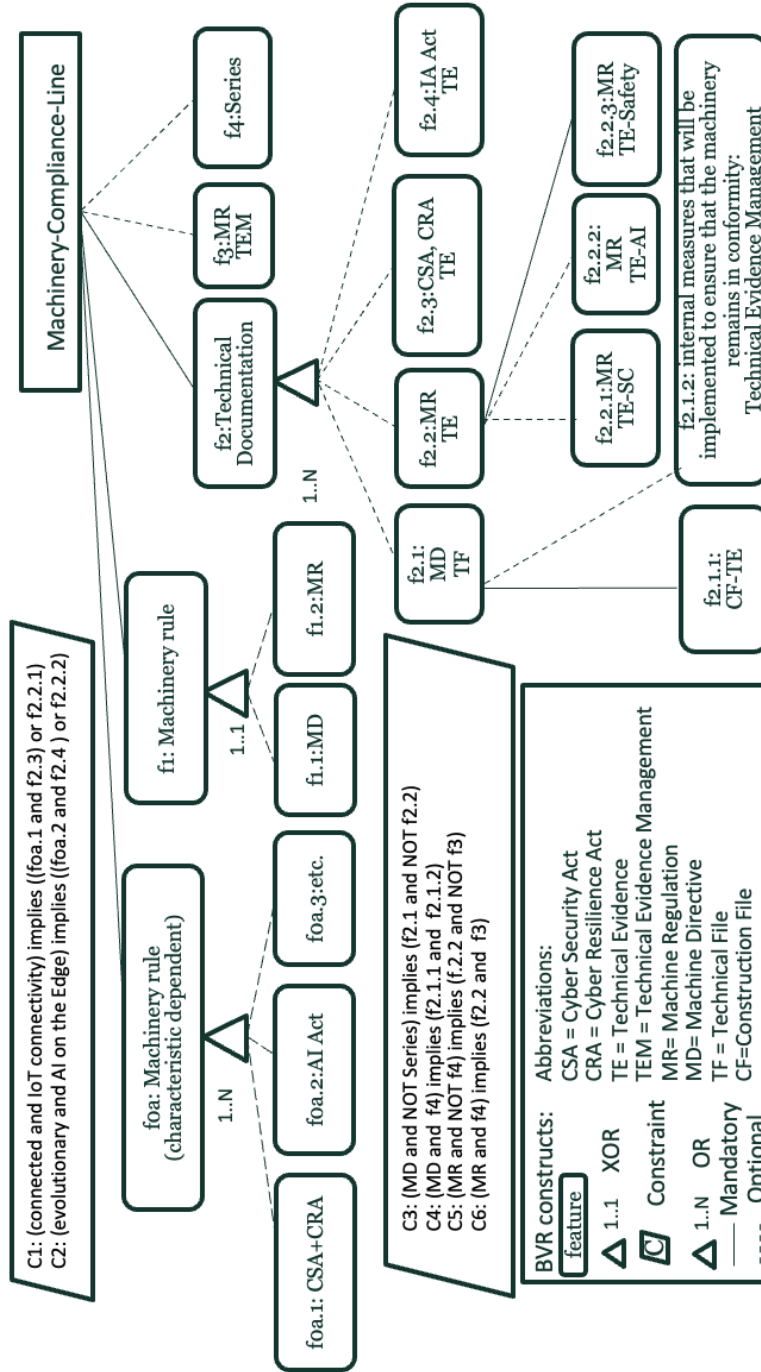 C1: (connected and IoT connectivity) implies ((foa.1 and f2.3) or f2.2.1)
C2: (evolutionary and AI on the Edge) implies ((foa.2 and f2.4 ) or f2.2.2)
Machinery-Compliance-Line
foa: Machinery rule
(characteristic dependent)
1..N
f1: Machinery rule
1..1
f2:Technical
Documentation
1..N
f3:MR
TEM
f4:Series
foa.1: CSA+CRA
foa.2:AI Act
foa.3:etc.
f1.1:MD
f1.2:MR
C3: (MD and NOT Series) implies (f2.1 and NOT f2.2)
C4: (MD and f4) implies (f2.1.1 and f2.1.2)
C5: (MR and NOT f4) implies (f.2.2 and NOT f3)
C6: (MR and f4) implies (f2.2 and f3)
f2.1:
MD
TF
f2.2:MR
TE
f2.3:CSA, CRA
TE
f2.4:IA Act
TE
f2.2.1:MR
TE-SC
f2.2.2:
MR
TE-AI
f2.2.3:MR
TE-Safety
f2.1.1:
CF-TE
f2.1.2: internal measures that will be
implemented to ensure that the machinery
remains in conformity:
Technical Evidence Management
BVR constructs:
feature
1..1 XOR
C Constraint
1..N OR
Mandatory
Optional
Abbreviations:
CSA = Cyber Security Act
CRA = Cyber Resilience Act
TE = Technical Evidence
TEM = Technical Evidence Management
MR= Machine Regulation
MD= Machine Directive
TF = Technical File
CF=Construction File